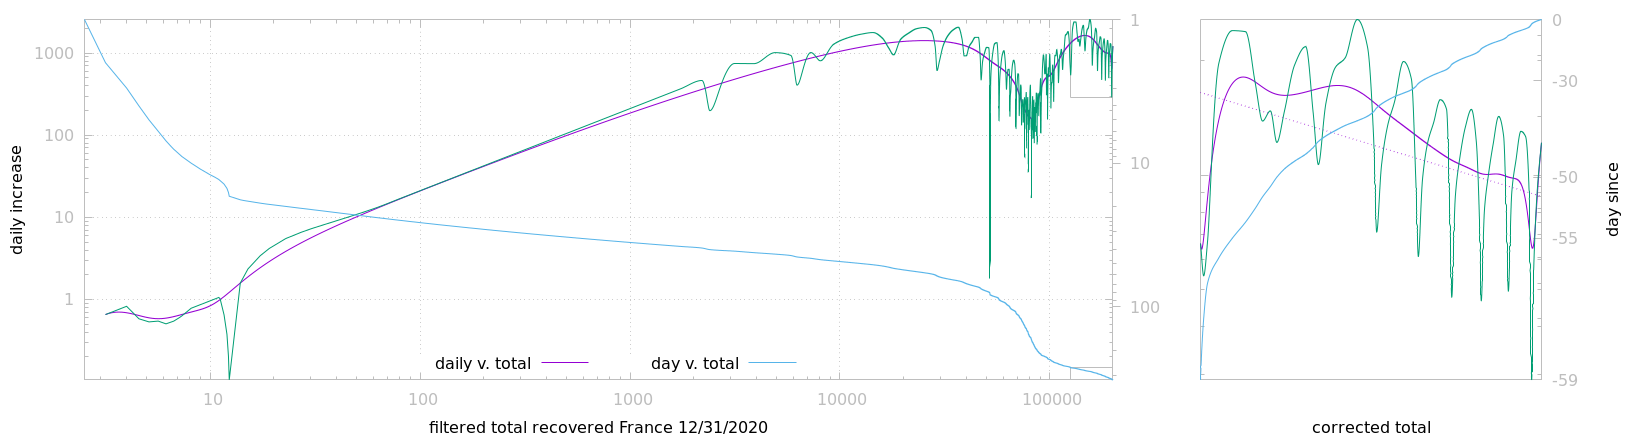 daily increase
1000
100
10
1
10
100
1000
10000
100000
daily v. total
day v. total
filtered total recovered France 12/31/2020
1
10
100
0
-30
-50
-55
-59
day since
corrected total